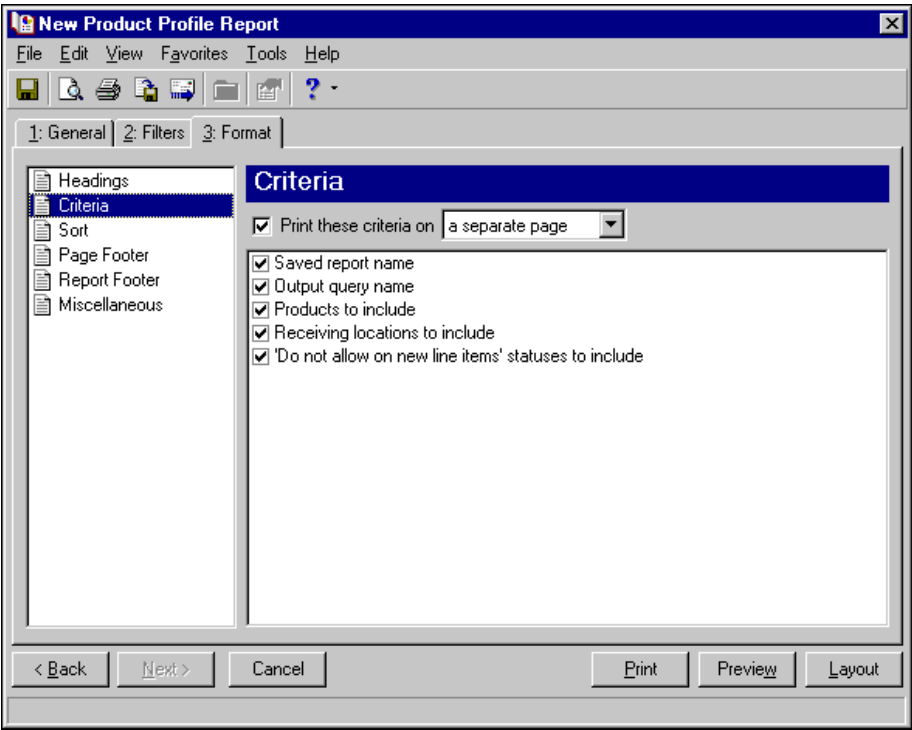 New Product Profile Report
File Edit View Favorites Tools Help
?
1: General 2: Filters 3: Format
Headings
Criteria
Sort
Page Footer
Report Footer
Miscellaneous
Criteria
Print these criteria on a separate page
Saved report name
Output query name
Products to include
Receiving locations to include
'Do not allow on new line items' statuses to include
< Back Next > Cancel Print Preview Layout